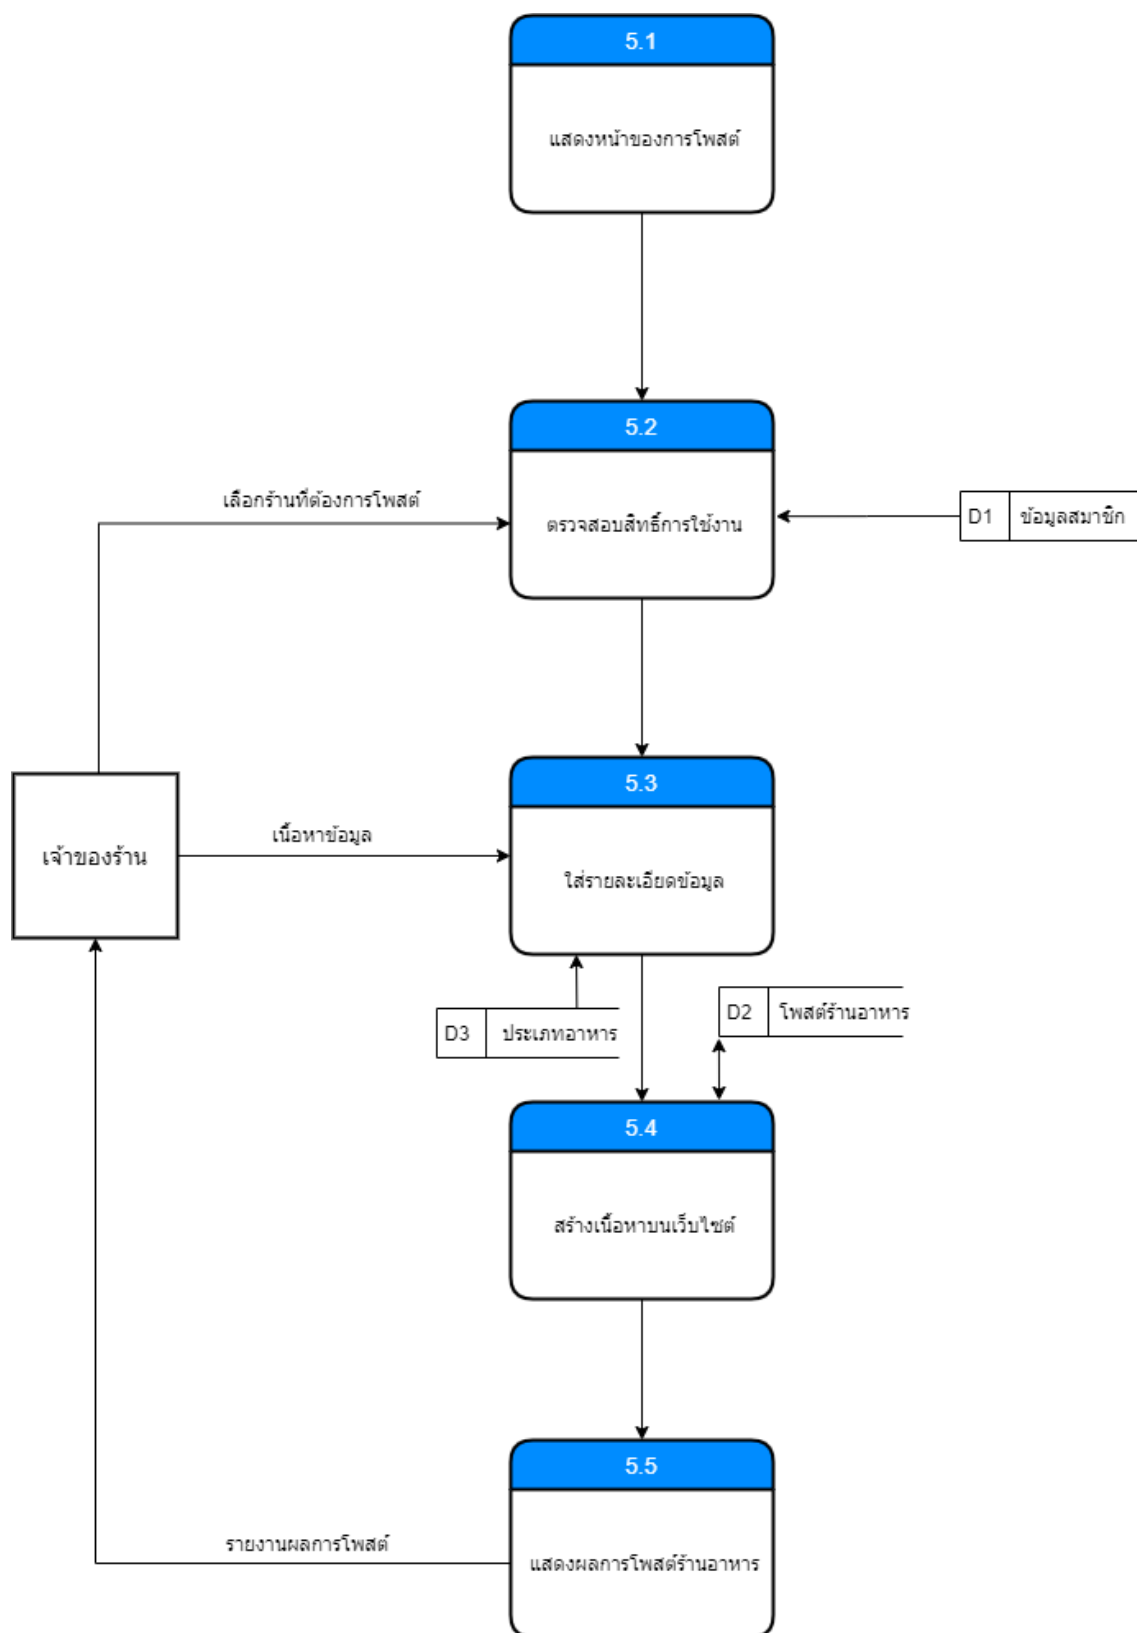 5.1
แสดงหน้าของการโพสต์
5.2
เลือกร้านที่ต้องการโพสต์
ตรวจสอบสิทธิ์การใช้งาน
D1 ข้อมูลสมาชิก
5.3
เนื้อหาข้อมูล
เจ้าของร้าน
ใส่รายละเอียดข้อมูล
D2 โพสต์ร้านอาหาร
D3 ประเภทอาหาร
5.4
สร้างเนื้อหาบนเว็บไซต์
5.5
รายงานผลการโพสต์
แสดงผลการโพสต์ร้านอาหาร